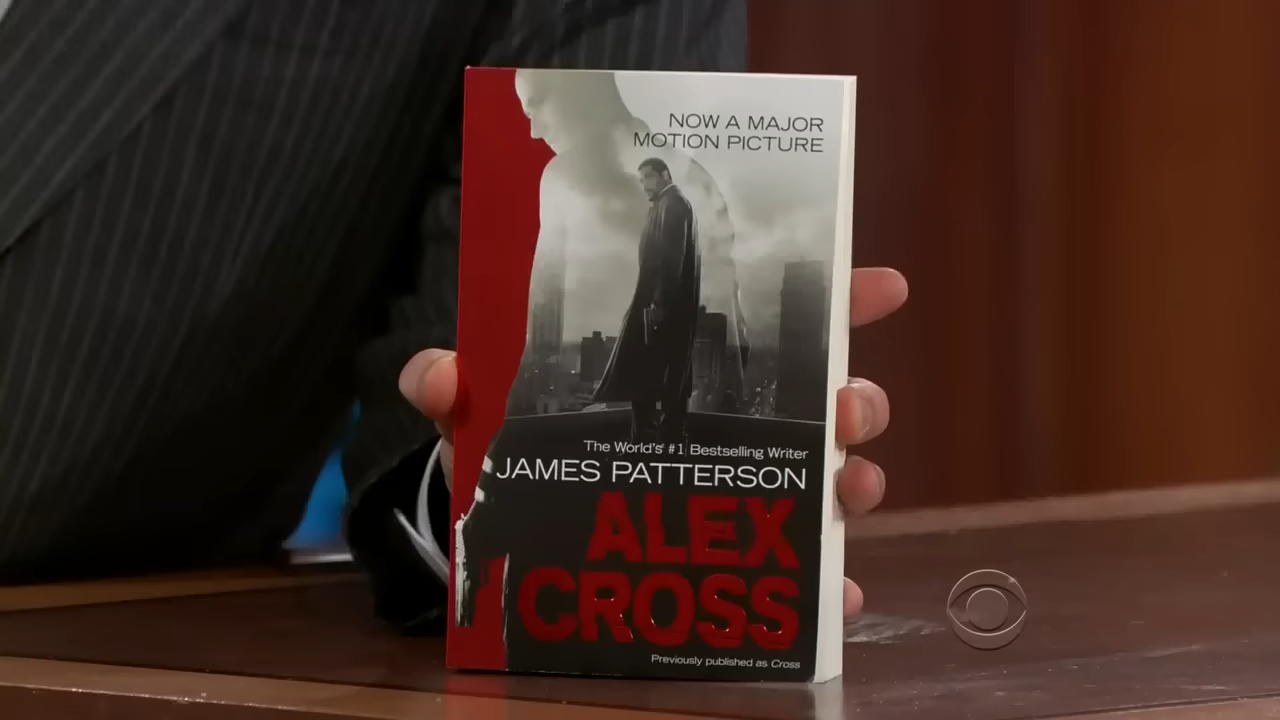 NOW A MAJOR
MOTION PICTURE
The World's #1 Bestselling Writer
JAMES PATTERSON
ALEX
CROSS
Previously published as Cross